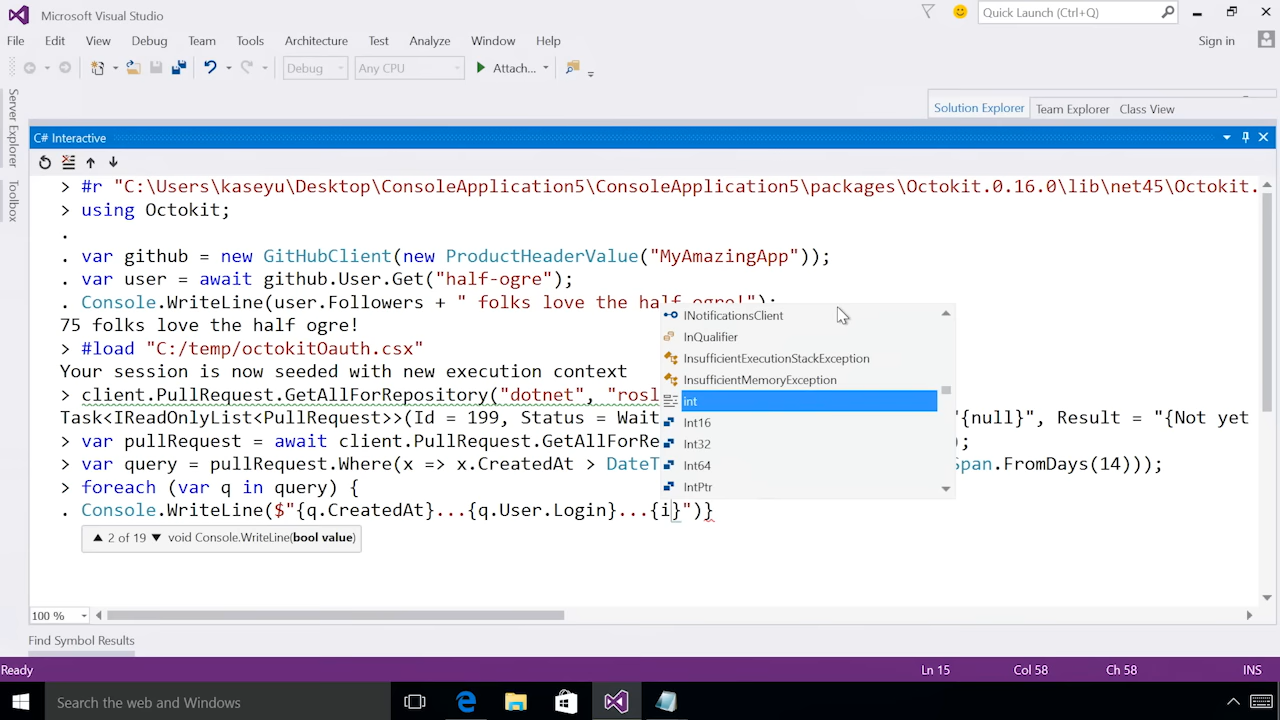 Microsoft Visual Studio
Quick Launch (Ctrl+Q)
File Edit View Debug Team Tools Architecture Test Analyze Window Help
Sign in
Debug Any CPU Attach...
Server Explorer
Toolbox
Solution Explorer Team Explorer Class View
C# Interactive
> #r "C:\Users\kaseyu\Desktop\ConsoleApplication5\ConsoleApplication5\packages\Octokit.0.16.0\lib\net45\Octokit.
> using Octokit;
.
. var github = new GitHubClient(new ProductHeaderValue("MyAmazingApp"));
. var user = await github.User.Get("half-ogre");
. Console.WriteLine(user.Followers + " folks love the half ogre!");
75 folks love the half ogre!
> #load "C:/temp/octokitOauth.csx"
Your session is now seeded with new execution context
> client.PullRequest.GetAllForRepository("dotnet", "rosl
Task<IReadOnlyList<PullRequest>>(Id = 199, Status = Wait "{null}", Result = "{Not yet
> var pullRequest = await client.PullRequest.GetAllForRe );
> var query = pullRequest.Where(x => x.CreatedAt > DateT Span.FromDays(14)));
> foreach (var q in query) {
. Console.WriteLine($"{q.CreatedAt}...{q.User.Login}...{i}")}
INotificationsClient
InQualifier
InsufficientExecutionStackException
InsufficientMemoryException
int
Int16
Int32
Int64
IntPtr
▲ 2 of 19 ▼ void Console.WriteLine(bool value)
100 %
Find Symbol Results
Ready Ln 15 Col 58 Ch 58 INS
Search the web and Windows